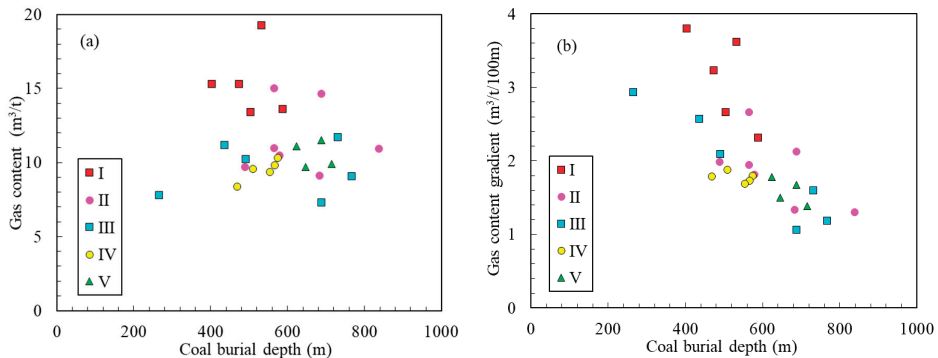 (a)
Gas content (m³/t)
20
15
10
5
0
I
II
III
IV
V
0 200 400 600 800 1000
Coal burial depth (m)
(b)
Gas content gradient (m³/t/100m)
4
3
2
1
0
I
II
III
IV
V
0 200 400 600 800 1000
Coal burial depth (m)